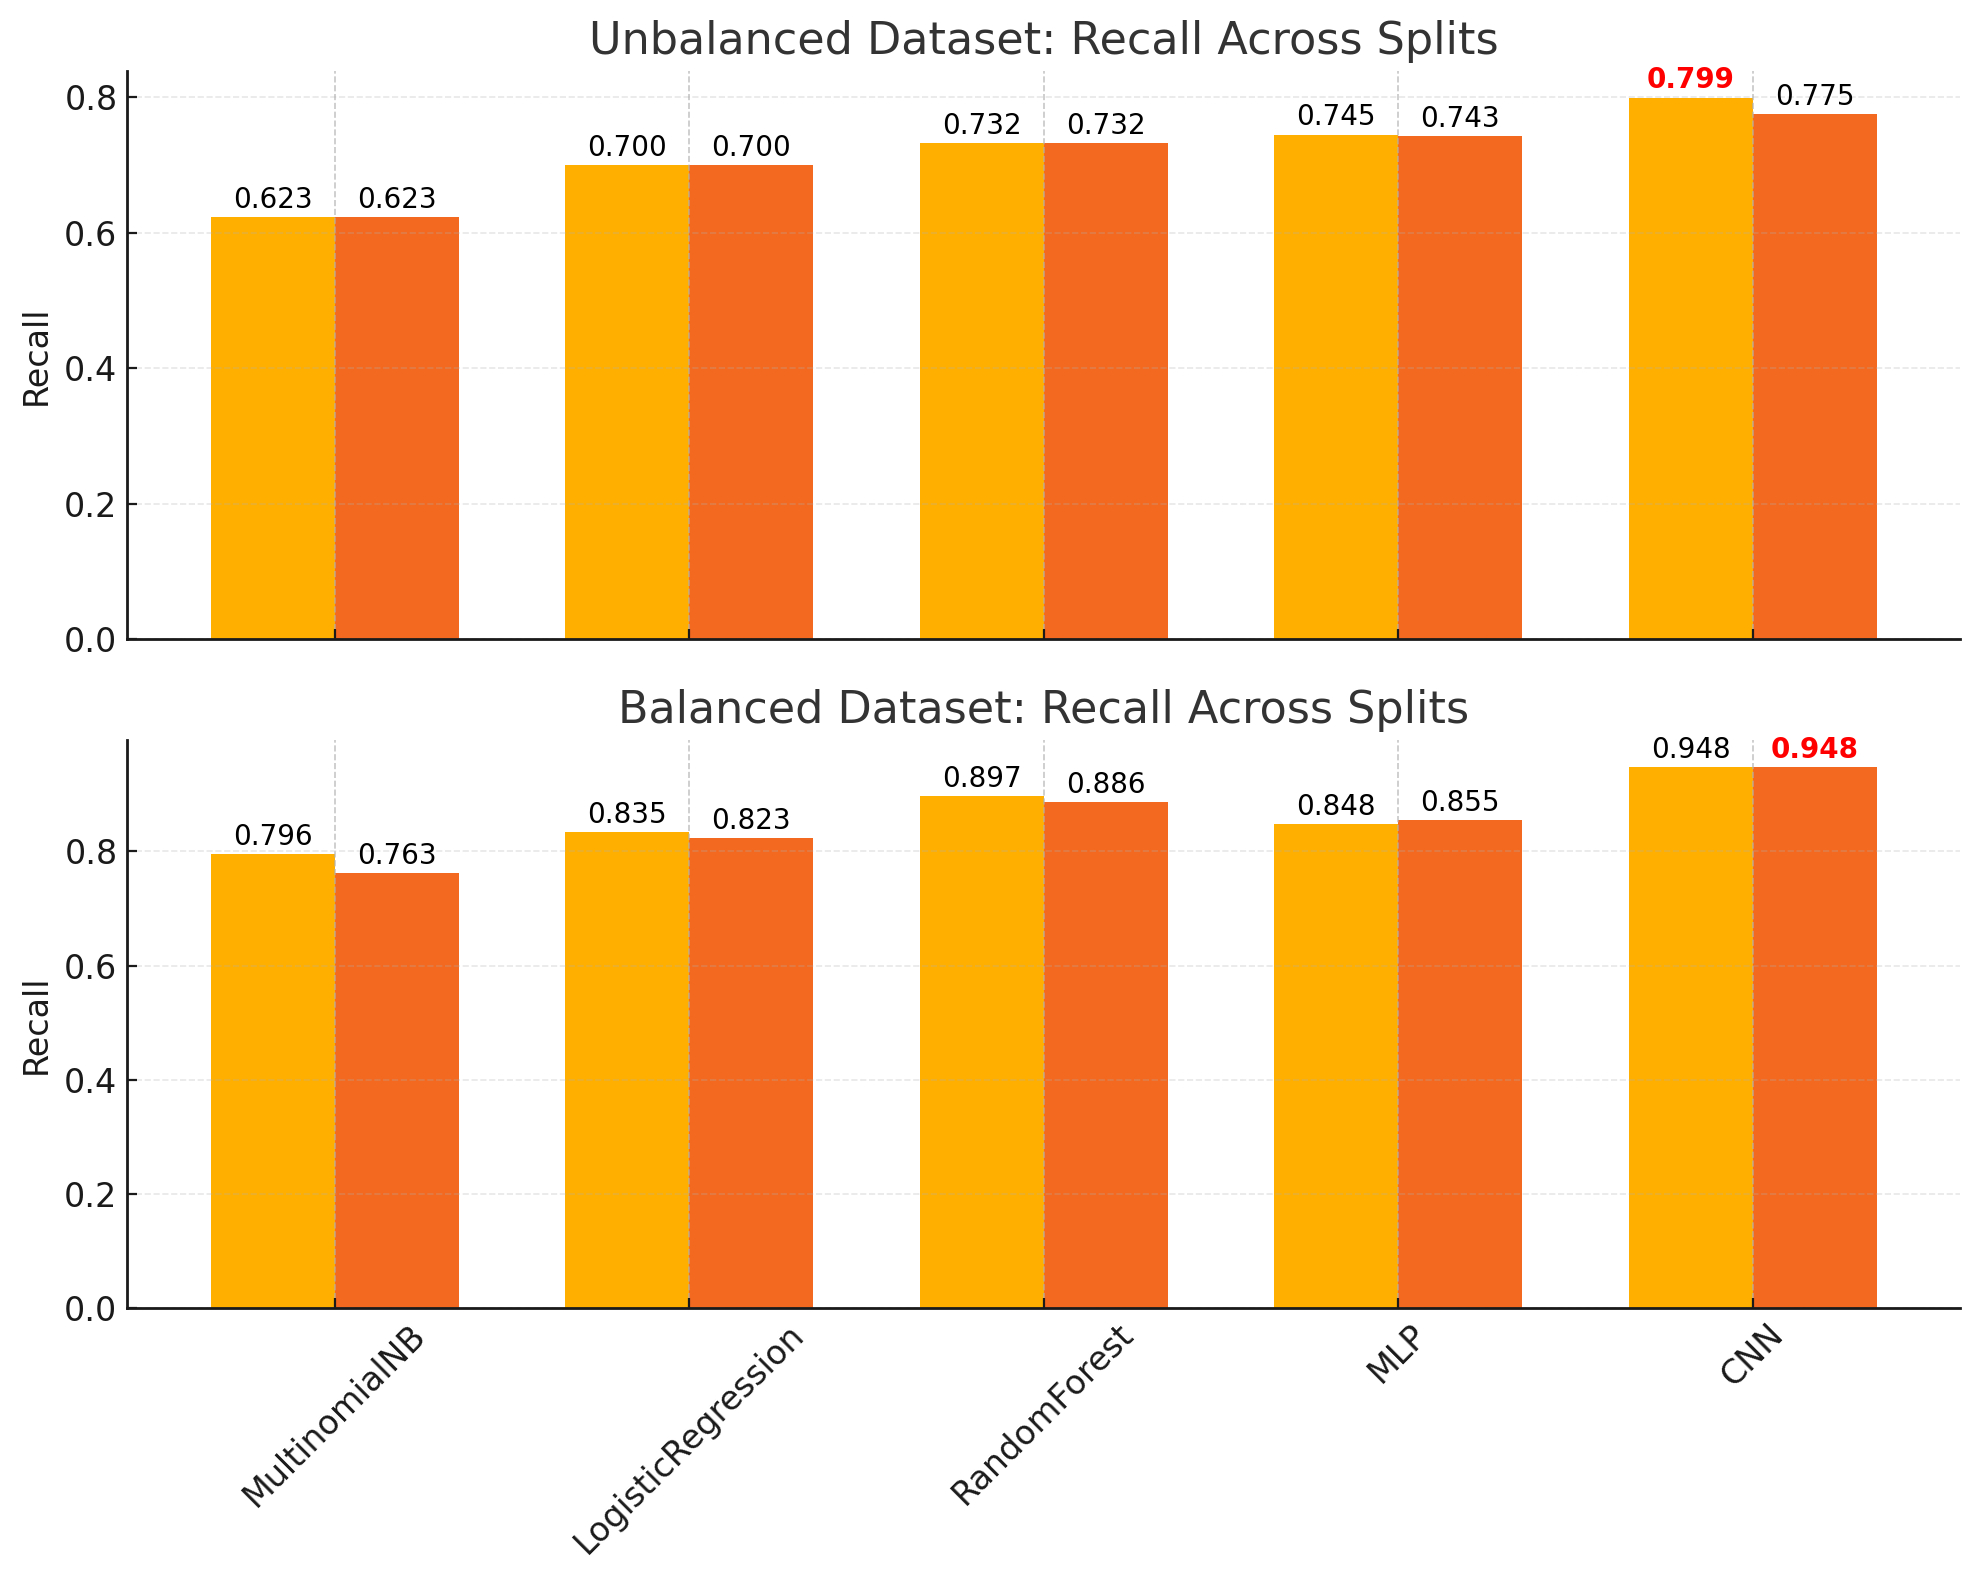 Unbalanced Dataset: Recall Across Splits
Recall
0.8
0.6
0.4
0.2
0.0
0.623 0.623 0.700 0.700 0.732 0.732 0.745 0.743 0.799 0.775
Balanced Dataset: Recall Across Splits
Recall
0.8
0.6
0.4
0.2
0.0
0.796 0.763 0.835 0.823 0.897 0.886 0.848 0.855 0.948 0.948
MultinomialNB
LogisticRegression
RandomForest
MLP
CNN